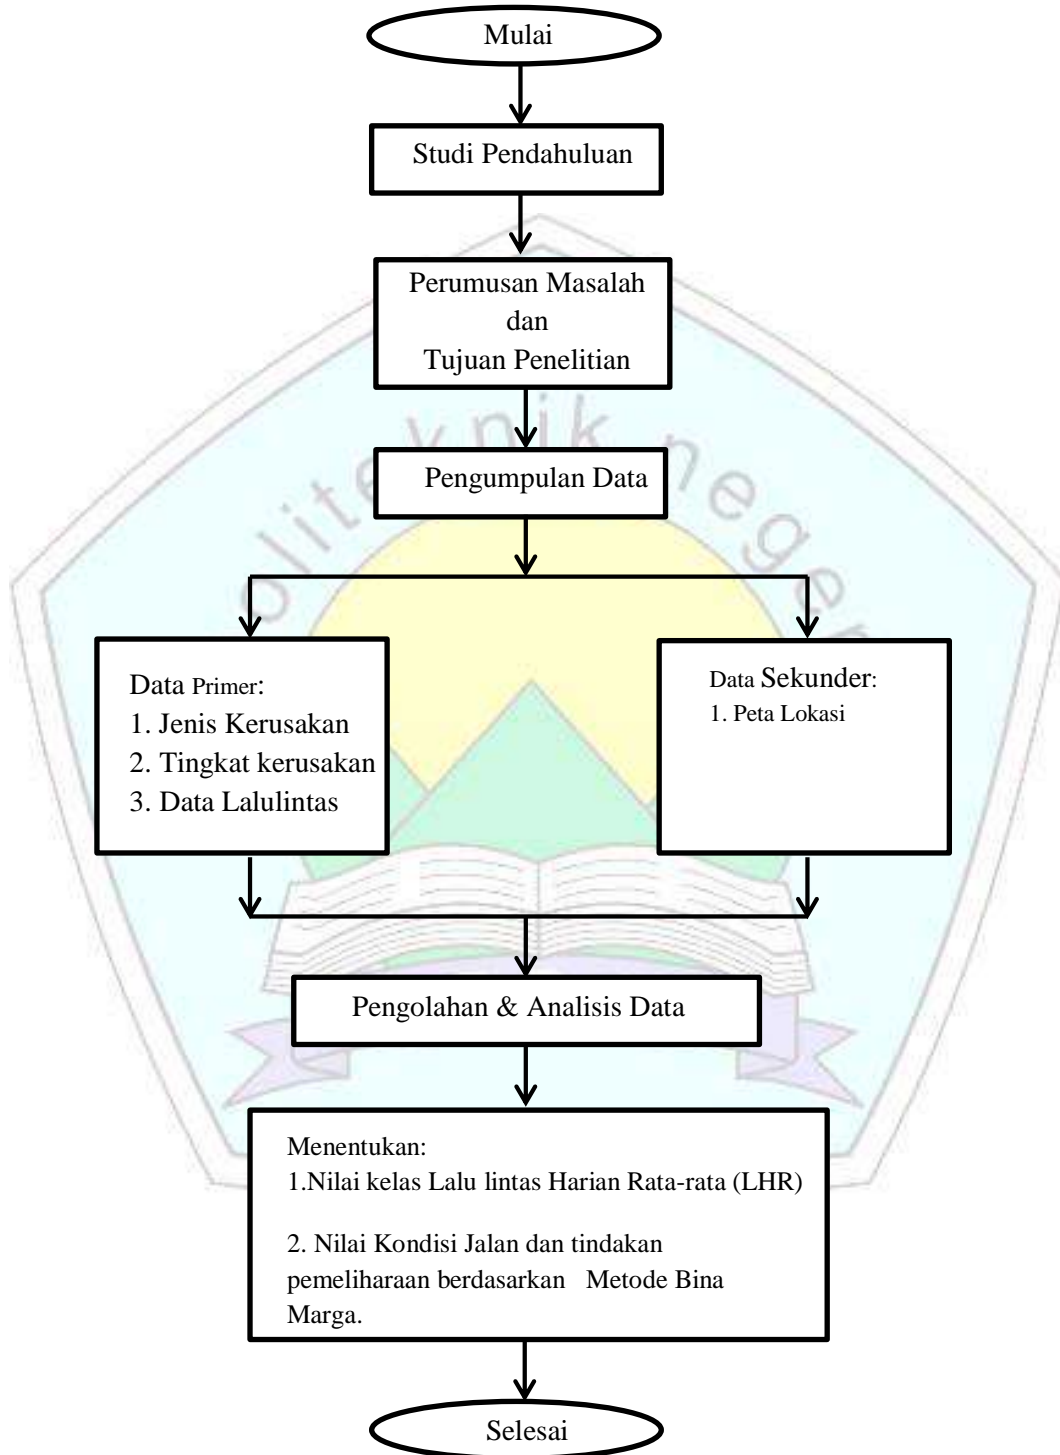 Mulai
Studi Pendahuluan
Perumusan Masalah
dan
Tujuan Penelitian
Pengumpulan Data
politeknik negeri
Data Primer:
1. Jenis Kerusakan
2. Tingkat kerusakan
3. Data Lalulintas
Data Sekunder:
1. Peta Lokasi
Pengolahan & Analisis Data
Menentukan:
1.Nilai kelas Lalu lintas Harian Rata-rata (LHR)
2. Nilai Kondisi Jalan dan tindakan
pemeliharaan berdasarkan Metode Bina
Marga.
Selesai